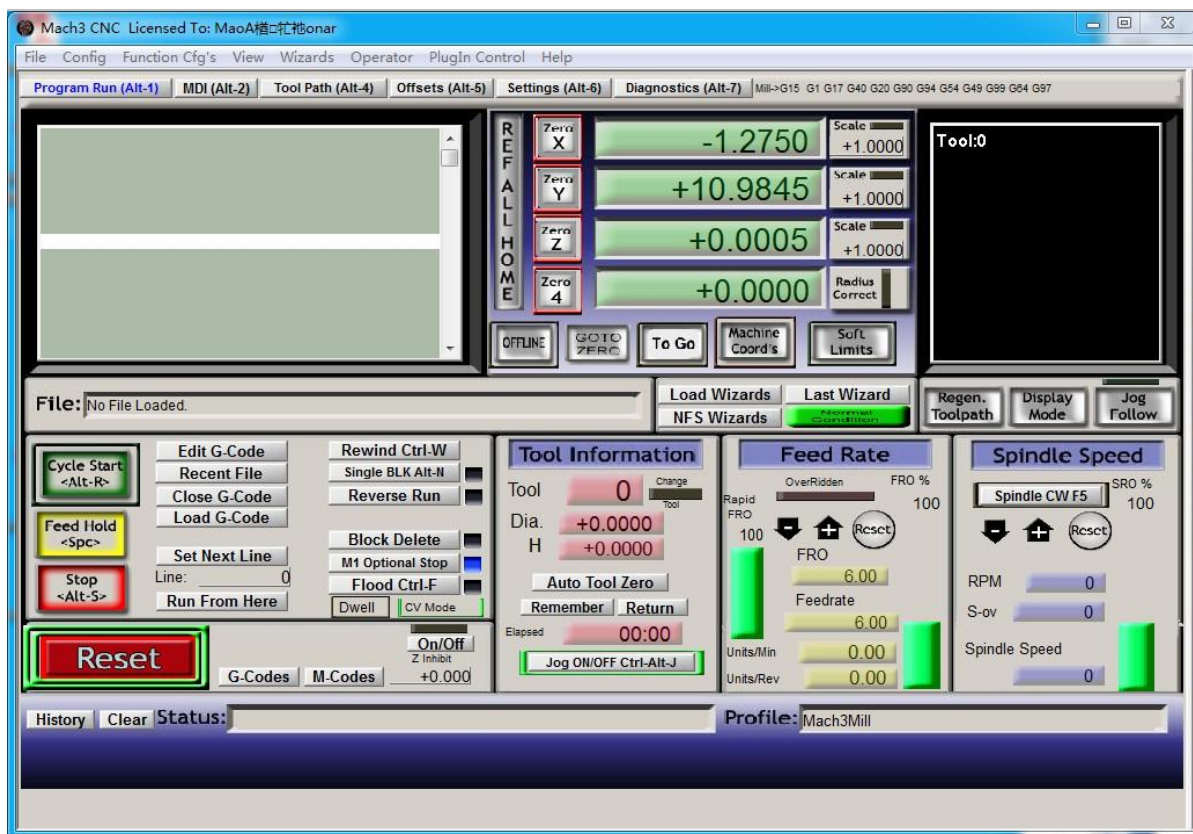 Mach3 CNC Licensed To: MaoA楢□牤衪onar
File Config Function Cfg's View Wizards Operator PlugIn Control Help
Program Run (Alt-1) MDI (Alt-2) Tool Path (Alt-4) Offsets (Alt-5) Settings (Alt-6) Diagnostics (Alt-7) Mill->G15 G1 G17 G40 G20 G90 G94 G54 G49 G99 G64 G97
REF ALL HOME
Zero X -1.2750 Scale +1.0000
Zero Y +10.9845 Scale +1.0000
Zero Z +0.0005 Scale +1.0000
Zero 4 +0.0000 Radius Correct
OFFLINE GOTO ZERO To Go Machine Coord's Soft Limits
Tool:0
File: No File Loaded.
Load Wizards Last Wizard
NFS Wizards Normal Condition
Regen. Toolpath Display Mode Jog Follow
Cycle Start <Alt-R>
Feed Hold <Spc>
Stop <Alt-S>
Edit G-Code
Recent File
Close G-Code
Load G-Code
Set Next Line
Line: 0
Run From Here
Rewind Ctrl-W
Single BLK Alt-N
Reverse Run
Block Delete
M1 Optional Stop
Flood Ctrl-F
Dwell CV Mode
Reset
G-Codes M-Codes
On/Off
Z Inhibit
+0.000
Tool Information
Tool 0 Change Tool
Dia. +0.0000
H +0.0000
Auto Tool Zero
Remember Return
Elapsed 00:00
Jog ON/OFF Ctrl-Alt-J
Feed Rate
OverRidden FRO %
100
Rapid FRO
100
Reset
FRO
6.00
Feedrate
6.00
Units/Min 0.00
Units/Rev 0.00
Spindle Speed
Spindle CW F5 SRO %
100
Reset
RPM 0
S-ov 0
Spindle Speed
0
History Clear Status:
Profile: Mach3Mill